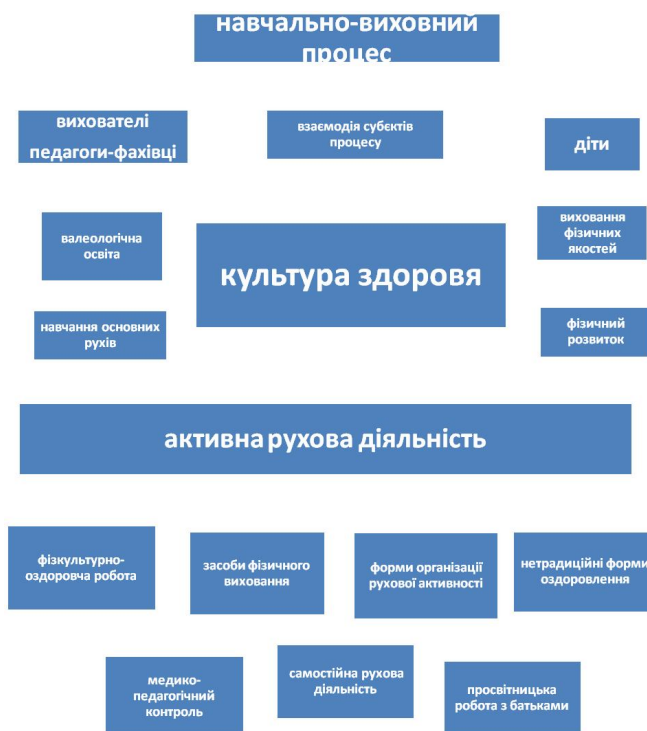 навчально-виховний
процес
вихователі
педагоги-фахівці
взаємодія субєктів
процесу
діти
валеологічна
освіта
культура здоровя
виховання
фізичних
якостей
навчання основних
рухів
фізичний
розвиток
активна рухова діяльність
фізкультурно-
оздоровча робота
засоби фізичного
виховання
форми організації
рухової активності
нетрадиційні форми
оздоровлення
медико-
педагогічний
контроль
самостійна рухова
діяльність
просвітницька
робота з батьками